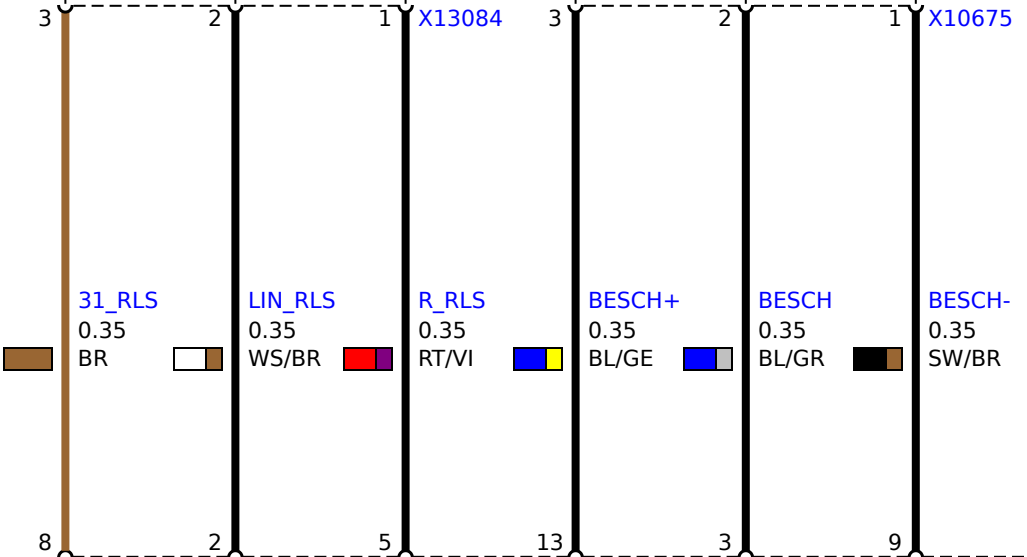 3 2 1 X13084 3 2 1 X10675
31_RLS LIN_RLS R_RLS BESCH+ BESCH BESCH-
0.35 0.35 0.35 0.35 0.35 0.35
BR WS/BR RT/VI BL/GE BL/GR SW/BR
8 2 5 13 3 9